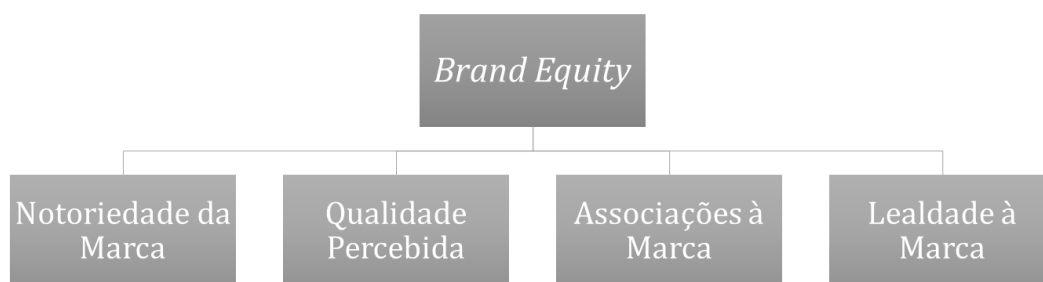 Brand Equity
Notoriedade da
Marca
Qualidade
Percebida
Associações à
Marca
Lealdade à
Marca